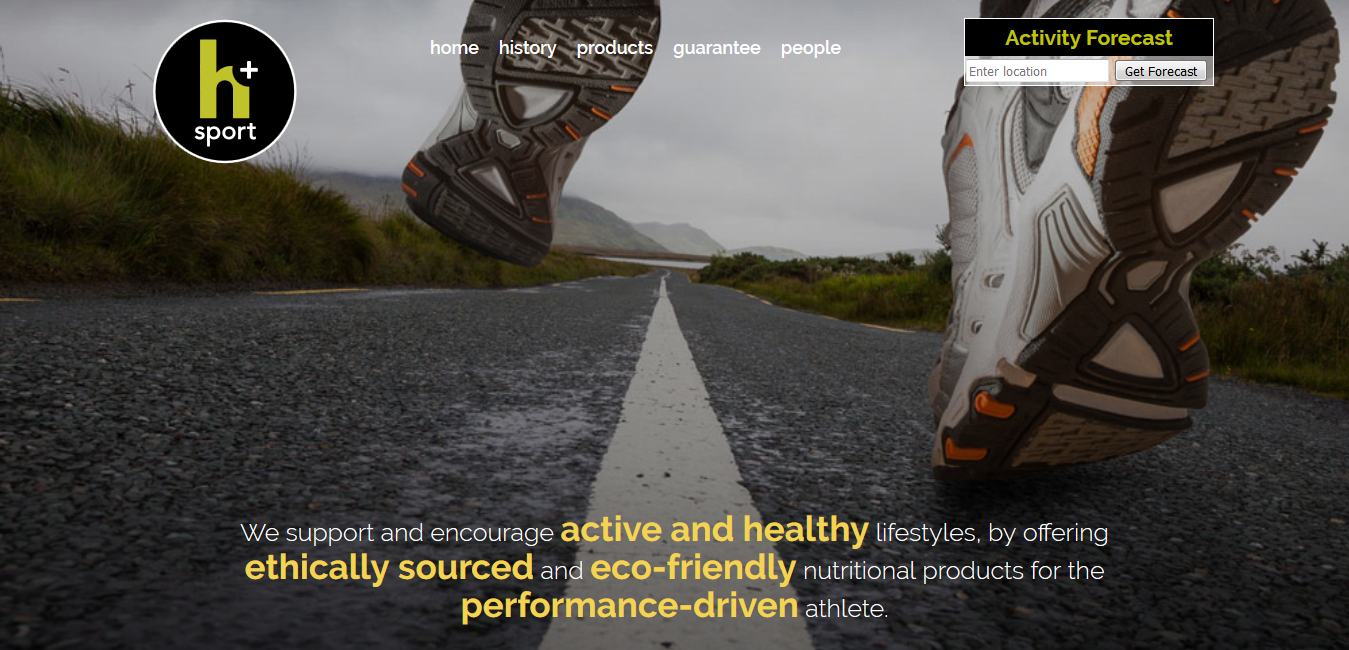 h+
sport
home history products guarantee people
Activity Forecast
Enter location Get Forecast
We support and encourage active and healthy lifestyles, by offering
ethically sourced and eco-friendly nutritional products for the
performance-driven athlete.